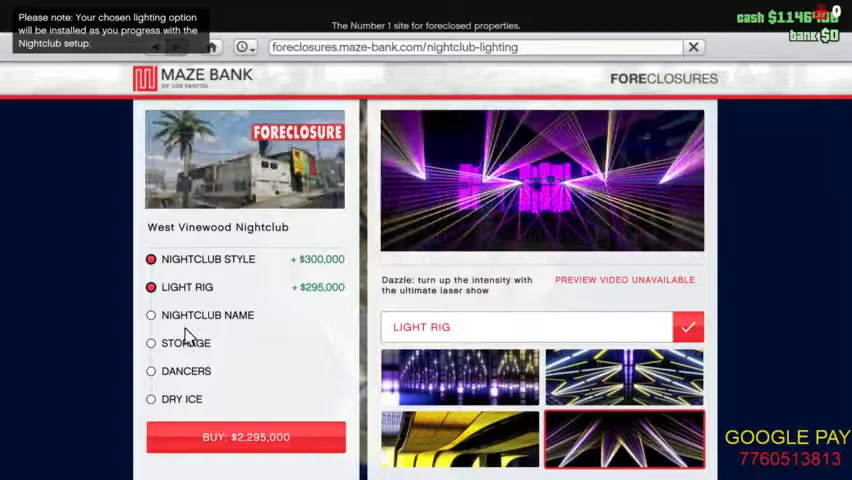 Please note: Your chosen lighting option
will be installed as you progress with the
Nightclub setup.
The Number 1 site for foreclosed properties.
bank $0
foreclosures.maze-bank.com/nightclub-lighting
MAZE BANK
OF LOS SANTOS
FORECLOSURES
FORECLOSURE
West Vinewood Nightclub
NIGHTCLUB STYLE + $300,000
LIGHT RIG + $295,000
NIGHTCLUB NAME
STORAGE
DANCERS
DRY ICE
BUY: $2,295,000
Dazzle: turn up the intensity with
the ultimate laser show
PREVIEW VIDEO UNAVAILABLE
LIGHT RIG
GOOGLE PAY
7760513813